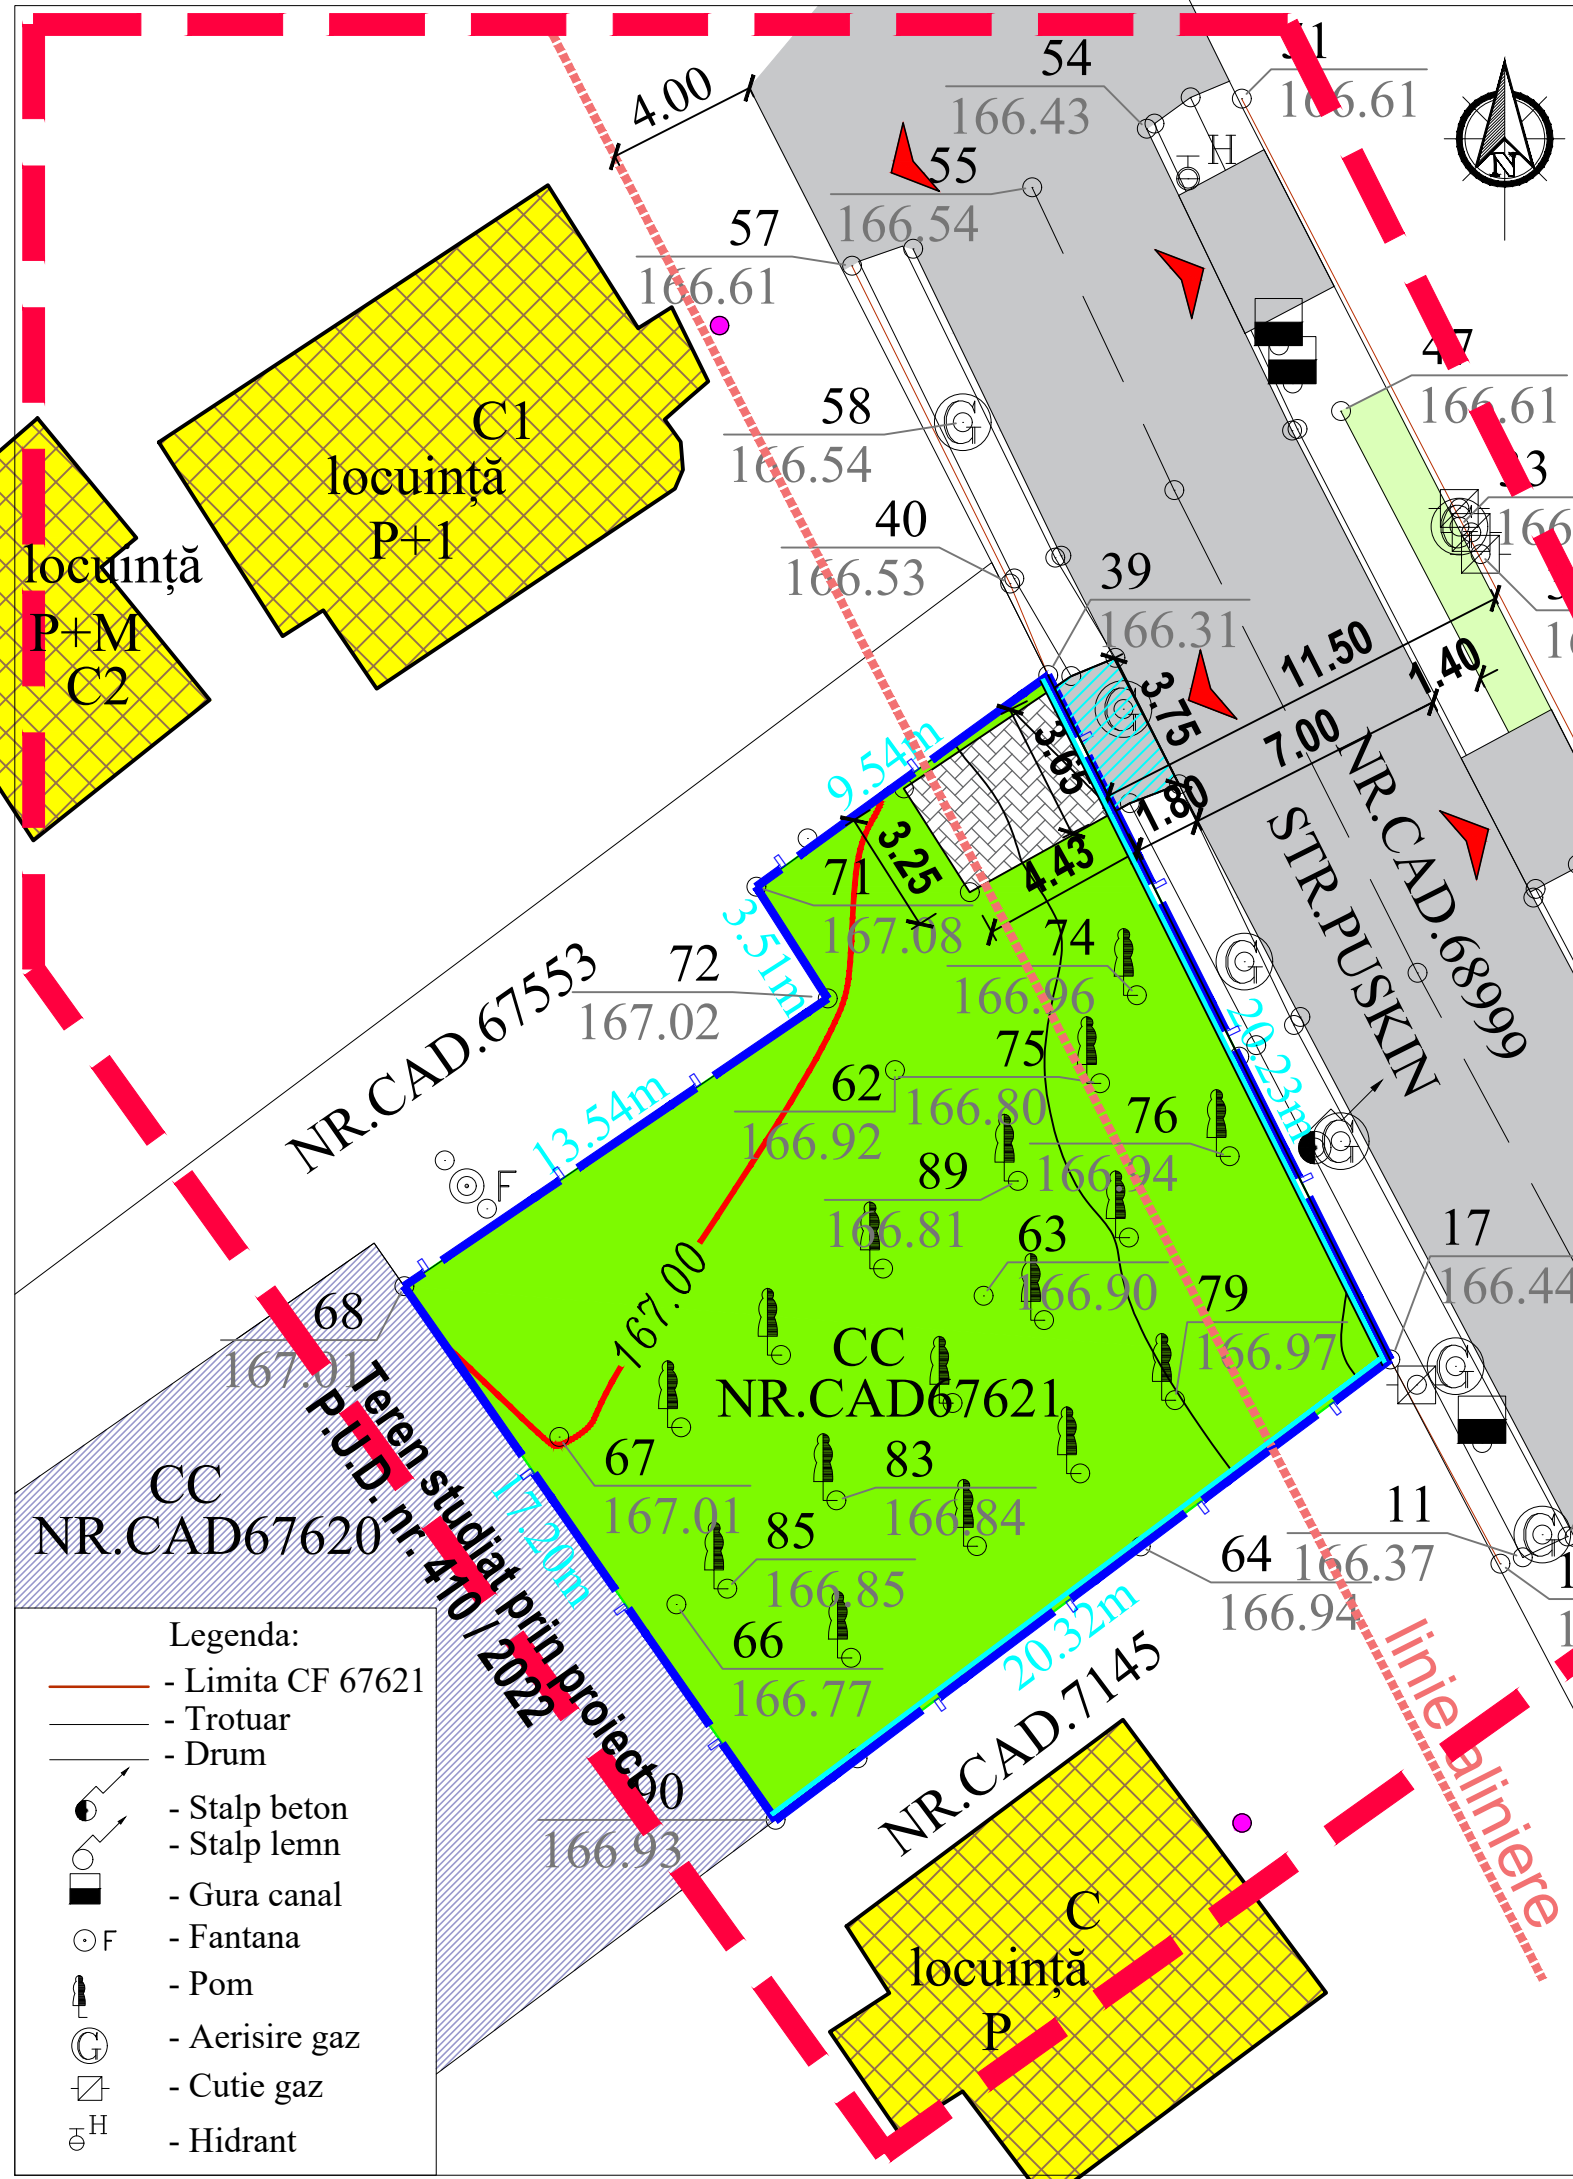 51
166.61
54
166.43
4.00
H
N
55
166.54
57
166.61
47
166.61
C1
locuință
P+1
58
166.54
33
166
40
166.53
39
166.31
locuință
P+M
C2
11.50
1.40
3.75
7.00
3.65
1.80
9.54m
3.25
4.43
NR.CAD.68999
STR.PUSKIN
71
167.08
3.51m
72
167.02
74
166.96
NR.CAD.67553
75
166.80
62
166.92
20.23m
76
166.94
13.54m
F
89
166.81
63
166.90
17
166.44
68
167.01
167.00
79
166.97
CC
NR.CAD67621
Teren studiat prin proiect
P.U.D. nr. 410 / 2022
CC
NR.CAD67620
67
167.01
83
166.84
17.20m
85
166.85
11
166.37
64
166.94
66
166.77
20.32m
NR.CAD.7145
linie aliniere
90
166.93
C
locuință
P
Legenda:
- Limita CF 67621
- Trotuar
- Drum
- Stalp beton
- Stalp lemn
- Gura canal
F - Fantana
- Pom
G - Aerisire gaz
- Cutie gaz
H - Hidrant